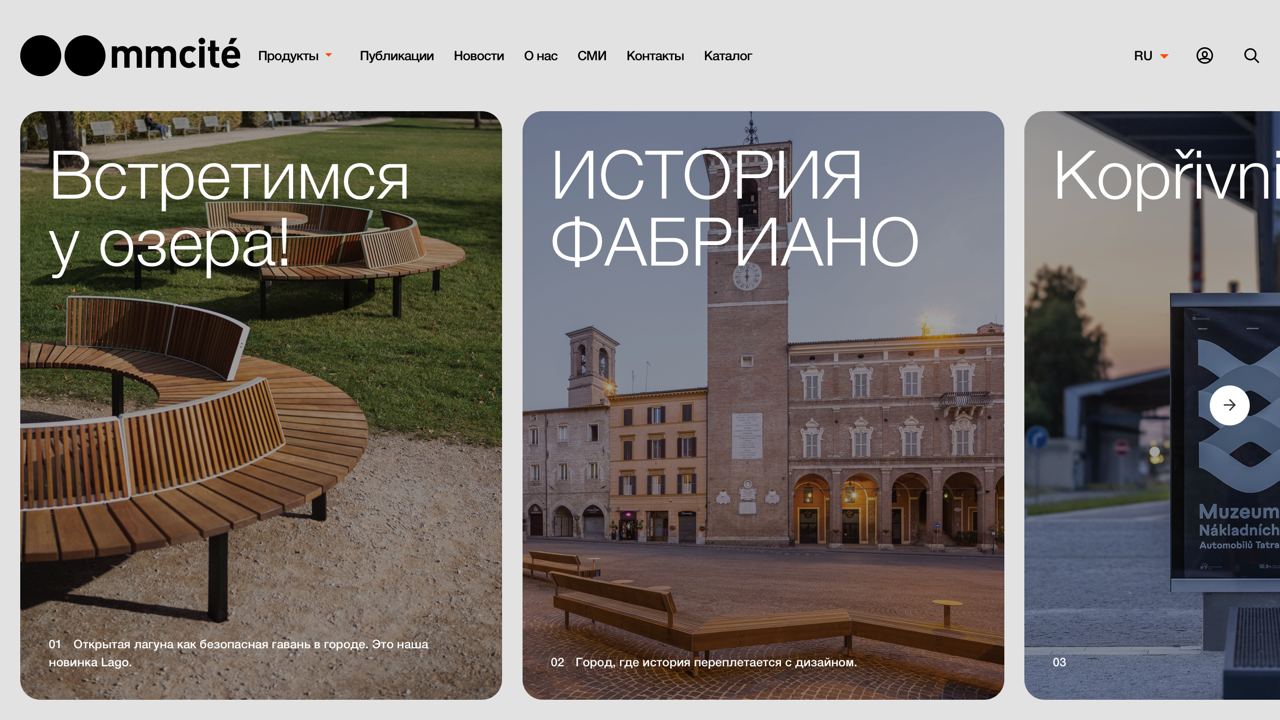 mmcité
Продукты
Публикации
Новости
О нас
СМИ
Контакты
Каталог
RU
Встретимся
у озера!
01 Открытая лагуна как безопасная гавань в городе. Это наша
новинка Lago.
ИСТОРИЯ
ФАБРИАНО
02 Город, где история переплетается с дизайном.
Kopřivni
Muzeum
Nákladních
Automobilů Tatra
03